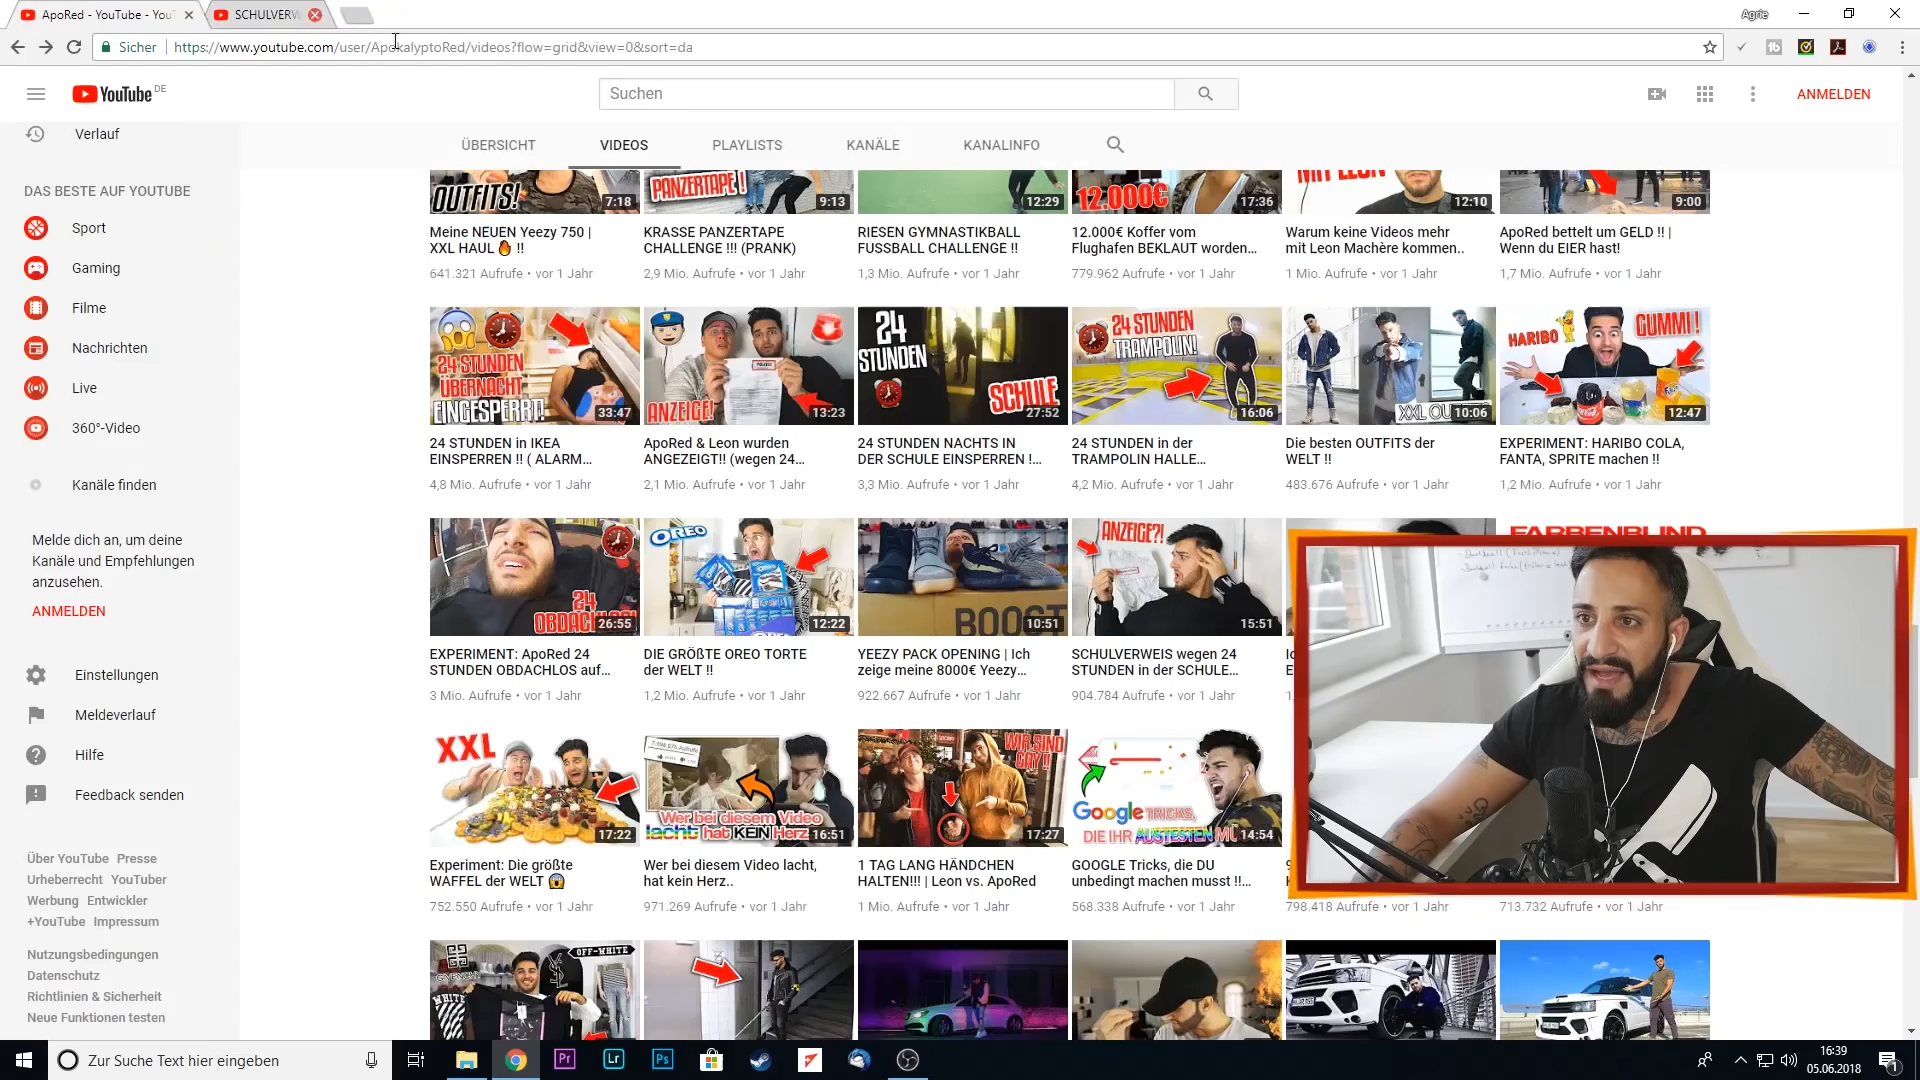 ApoRed - YouTube - You
SCHULVERW
Agrie
Sicher
https://www.youtube.com/user/ApokalyptoRed/videos?flow=grid&view=0&sort=da
YouTube DE
Suchen
ANMELDEN
ÜBERSICHT
VIDEOS
PLAYLISTS
KANÄLE
KANALINFO
Verlauf
DAS BESTE AUF YOUTUBE
Sport
Gaming
Filme
Nachrichten
Live
360°-Video
Kanäle finden
Melde dich an, um deine
Kanäle und Empfehlungen
anzusehen.
ANMELDEN
Einstellungen
Meldeverlauf
Hilfe
Feedback senden
Über YouTube Presse
Urheberrecht YouTuber
Werbung Entwickler
+YouTube Impressum
Nutzungsbedingungen
Datenschutz
Richtlinien & Sicherheit
Neue Funktionen testen
OUTFITS!
7:18
PANZERTAPE!
9:13
12:29
12.000€
17:36
MIT LEON
12:10
9:00
Meine NEUEN Yeezy 750 |
XXL HAUL 🔥 !!
641.321 Aufrufe • vor 1 Jahr
KRASSE PANZERTAPE
CHALLENGE !!! (PRANK)
2,9 Mio. Aufrufe • vor 1 Jahr
RIESEN GYMNASTIKBALL
FUSSBALL CHALLENGE !!
1,3 Mio. Aufrufe • vor 1 Jahr
12.000€ Koffer vom
Flughafen BEKLAUT worden...
779.962 Aufrufe • vor 1 Jahr
Warum keine Videos mehr
mit Leon Machère kommen..
1 Mio. Aufrufe • vor 1 Jahr
ApoRed bettelt um GELD !! |
Wenn du EIER hast!
1,7 Mio. Aufrufe • vor 1 Jahr
24 STUNDEN
ÜBERNACHT
EINGESPERRT!
33:47
ANZEIGE!
13:23
24
STUNDEN
SCHULE
27:52
24 STUNDEN
TRAMPOLIN!
16:06
XXL OU
10:06
HARIBO
GUMMI!
12:47
24 STUNDEN in IKEA
EINSPERREN !! ( ALARM...
4,8 Mio. Aufrufe • vor 1 Jahr
ApoRed & Leon wurden
ANGEZEIGT!! (wegen 24...
2,1 Mio. Aufrufe • vor 1 Jahr
24 STUNDEN NACHTS IN
DER SCHULE EINSPERREN !...
3,3 Mio. Aufrufe • vor 1 Jahr
24 STUNDEN in der
TRAMPOLIN HALLE...
4,2 Mio. Aufrufe • vor 1 Jahr
Die besten OUTFITS der
WELT !!
483.676 Aufrufe • vor 1 Jahr
EXPERIMENT: HARIBO COLA,
FANTA, SPRITE machen !!
1,2 Mio. Aufrufe • vor 1 Jahr
24
26:55
OREO
12:22
BOOST
10:51
ANZEIGE?!
15:51
FARBENBLIND
EXPERIMENT: ApoRed 24
STUNDEN OBDACHLOS auf...
3 Mio. Aufrufe • vor 1 Jahr
DIE GRÖßTE OREO TORTE
der WELT !!
1,2 Mio. Aufrufe • vor 1 Jahr
YEEZY PACK OPENING | Ich
zeige meine 8000€ Yeezy...
922.667 Aufrufe • vor 1 Jahr
SCHULVERWEIS wegen 24
STUNDEN in der SCHULE...
904.784 Aufrufe • vor 1 Jahr
XXL
17:22
Wer bei diesem Video
lacht hat KEIN Herz
16:51
WIR SIND
GAY !!
17:27
Google TRICKS,
DIE IHR AUSTESTEN
14:54
Experiment: Die größte
WAFFEL der WELT 😱
752.550 Aufrufe • vor 1 Jahr
Wer bei diesem Video lacht,
hat kein Herz..
971.269 Aufrufe • vor 1 Jahr
1 TAG LANG HÄNDCHEN
HALTEN!!! | Leon vs. ApoRed
1 Mio. Aufrufe • vor 1 Jahr
GOOGLE Tricks, die DU
unbedingt machen musst !!...
568.338 Aufrufe • vor 1 Jahr
798.418 Aufrufe • vor 1 Jahr
713.732 Aufrufe • vor 1 Jahr
GIVENCHY
OFF-WHITE
WHITE
Zur Suche Text hier eingeben
Pr
Lr
Ps
16:39
05.06.2018
1